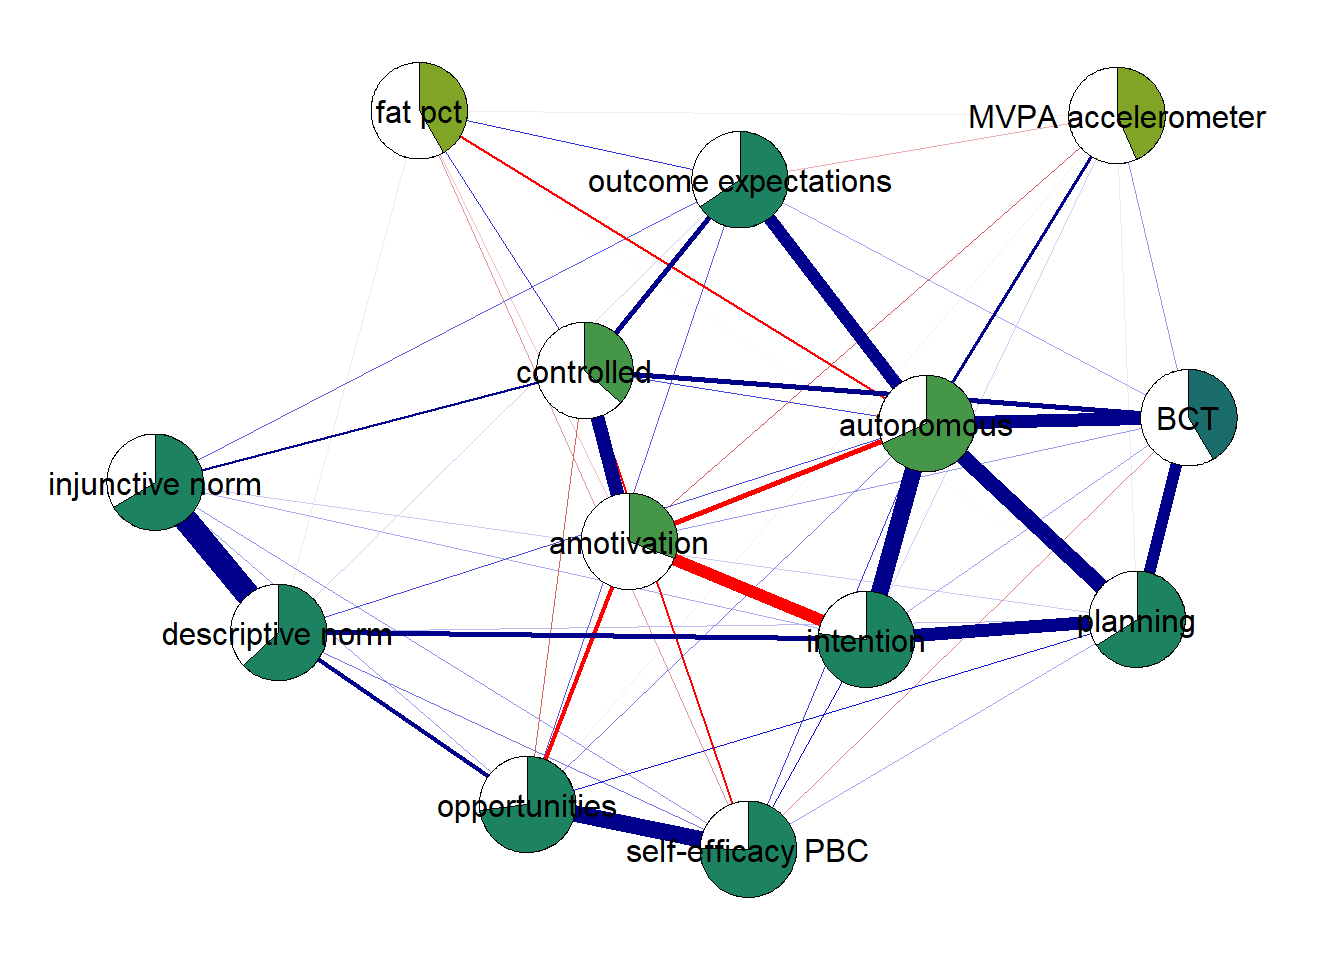 fat pct
MVPA accelerometer
outcome expectations
controlled
autonomous
BCT
injunctive norm
amotivation
descriptive norm
intention
planning
opportunities
self-efficacy PBC